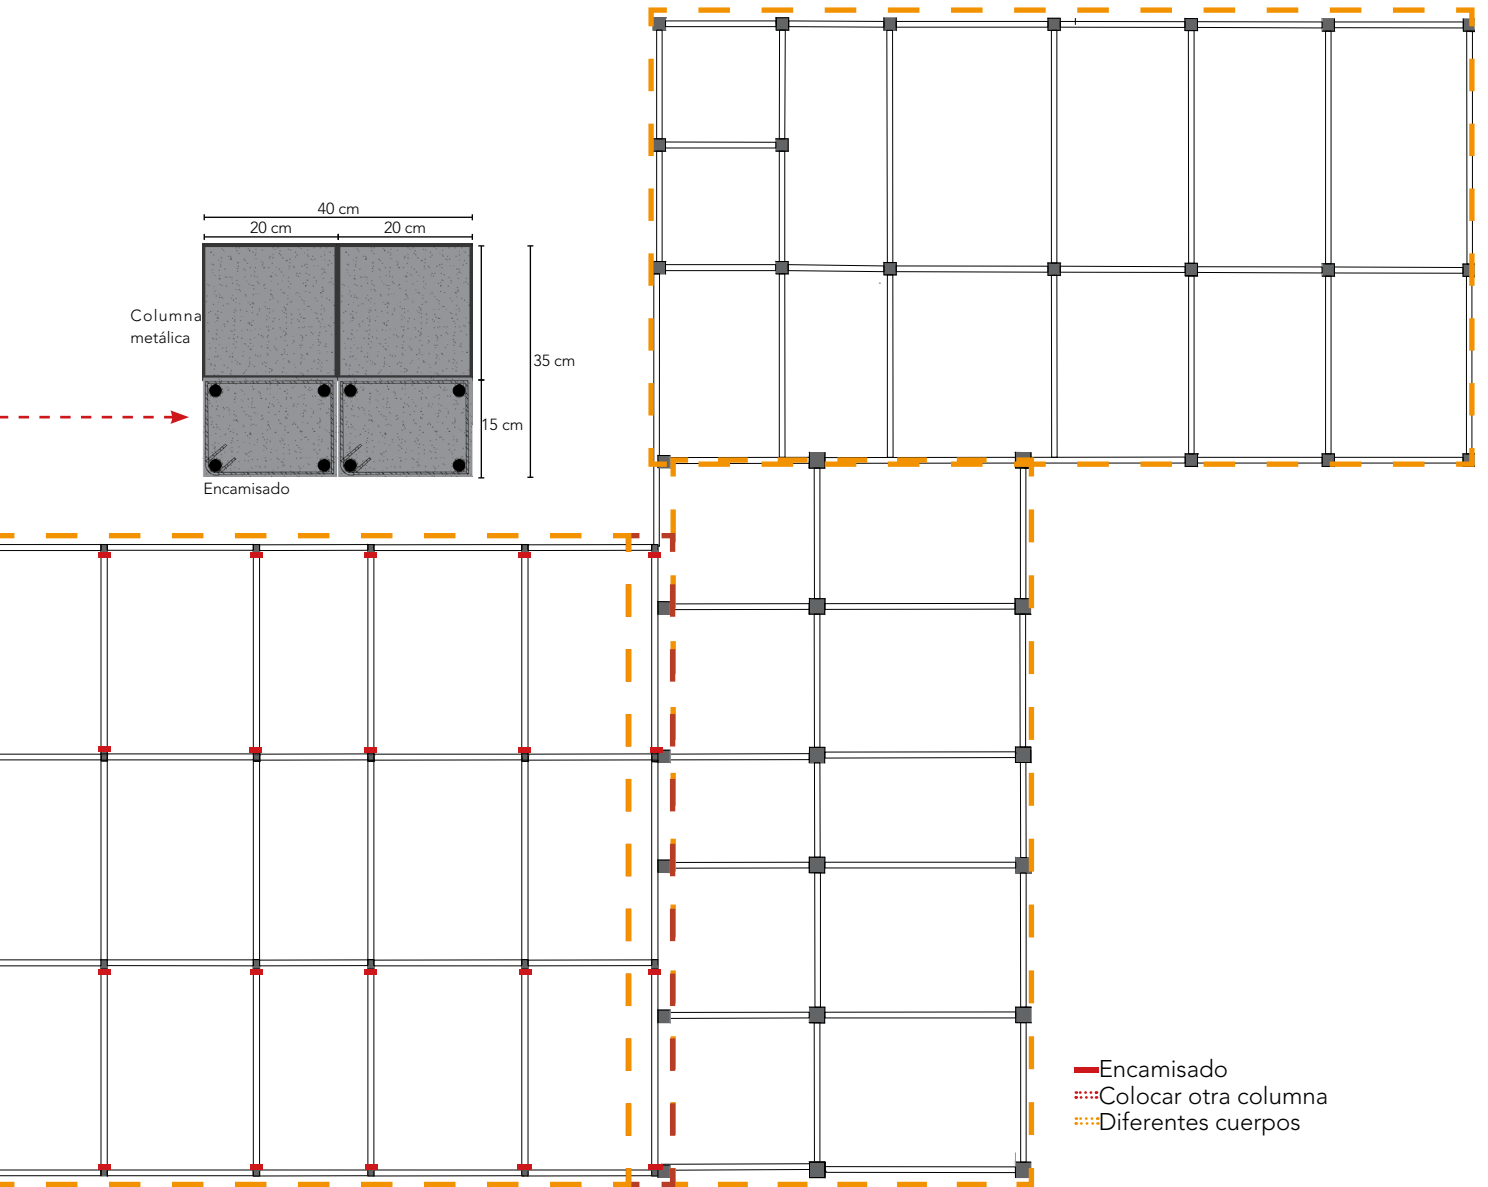 40 cm
20 cm 20 cm
Columna
metálica
35 cm
15 cm
Encamisado
Encamisado
Colocar otra columna
Diferentes cuerpos